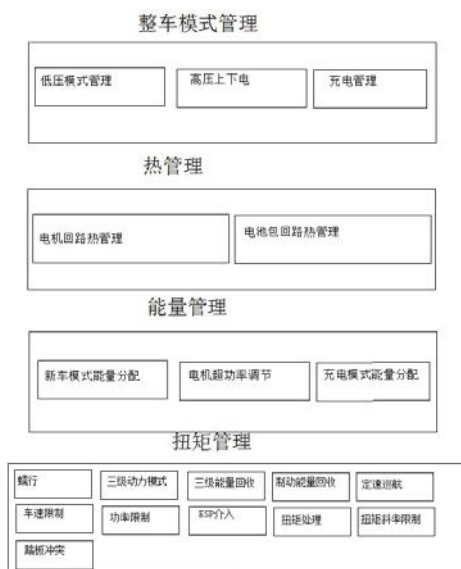 整车模式管理
低压模式管理 高压上下电 充电管理
热管理
电机回路热管理 电池包回路热管理
能量管理
新车模式能量分配 电机超功率调节 充电模式能量分配
扭矩管理
蠕行 三级动力模式 三级能量回收 制动能量回收 定速巡航
车速限制 功率限制 ESP介入 扭矩处理 扭矩斜率限制
踏板冲突